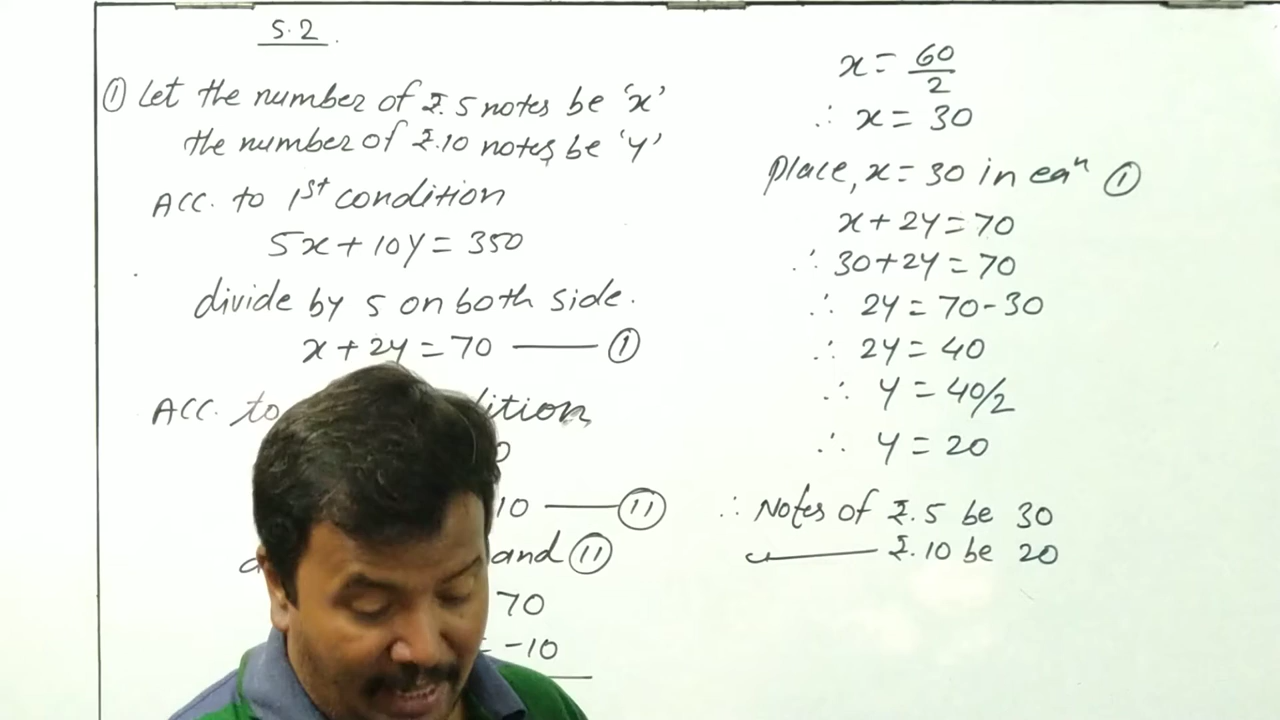 5.2
① Let the number of ₹.5 notes be 'x'
the number of ₹.10 notes be 'y'
Acc. to 1st condition
5x + 10y = 350
divide by 5 on both side.
x + 2y = 70 —— ①
Acc. to
10 —— ⑪
and ⑪
70
= -10
x = 60/2
∴ x = 30
Place, x = 30 in eqⁿ ①
x + 2y = 70
∴ 30 + 2y = 70
∴ 2y = 70 - 30
∴ 2y = 40
∴ y = 40/2
∴ y = 20
∴ Notes of ₹.5 be 30
₹.10 be 20